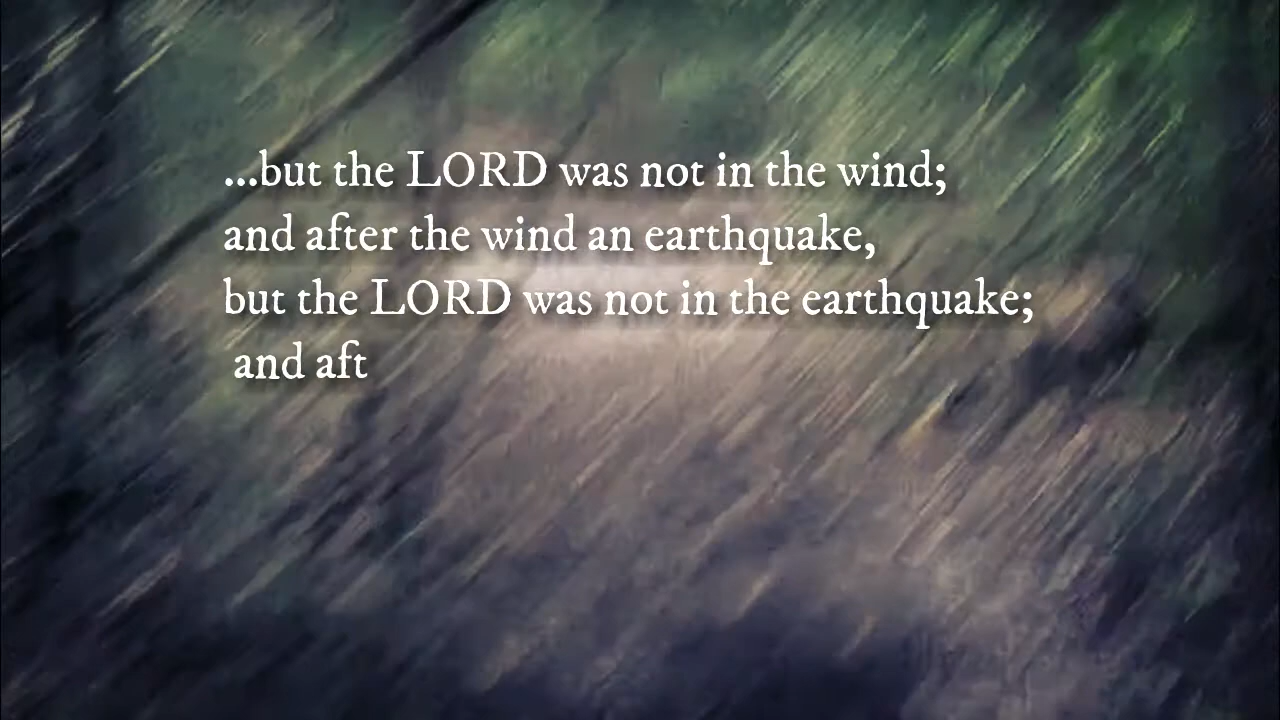 ...but the LORD was not in the wind;
and after the wind an earthquake,
but the LORD was not in the earthquake;
and aft